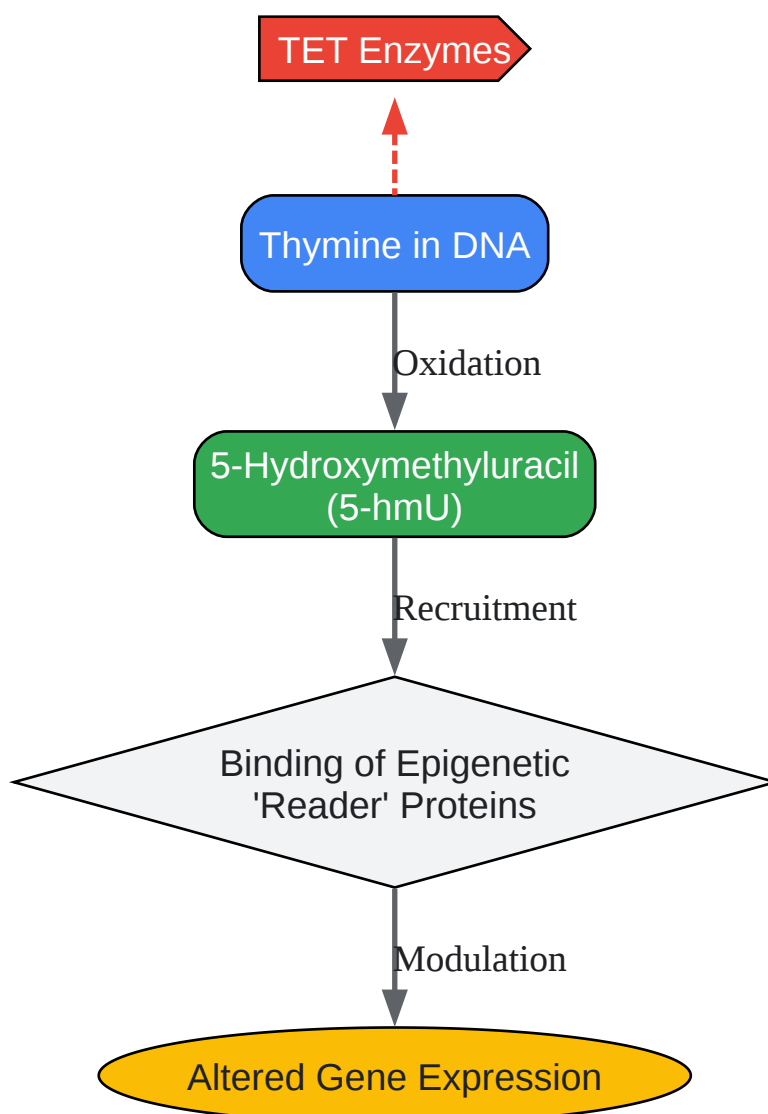 TET Enzymes
Thymine in DNA
Oxidation
5-Hydroxymethyluracil
(5-hmU)
Recruitment
Binding of Epigenetic
'Reader' Proteins
Modulation
Altered Gene Expression